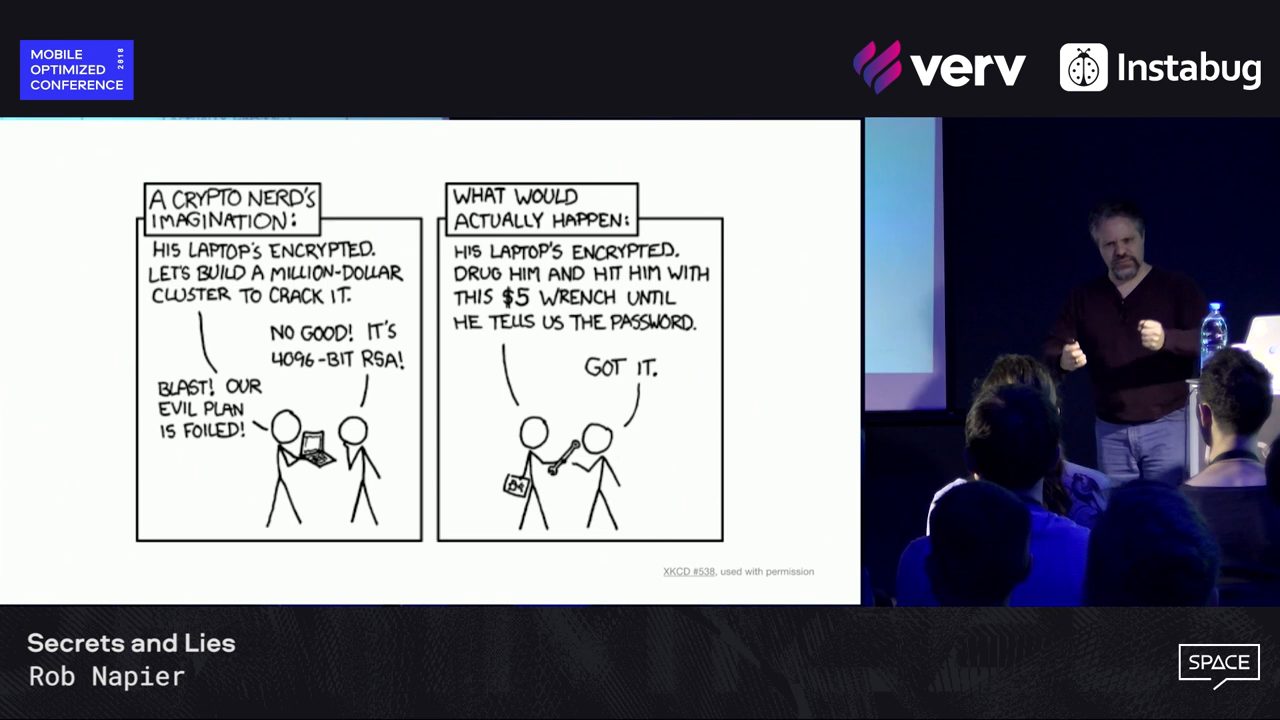 MOBILE
OPTIMIZED
CONFERENCE
2018
verv
Instabug
A CRYPTO NERD'S
IMAGINATION:
HIS LAPTOP'S ENCRYPTED.
LET'S BUILD A MILLION-DOLLAR
CLUSTER TO CRACK IT.
NO GOOD! IT'S
4096-BIT RSA!
BLAST! OUR
EVIL PLAN
IS FOILED!
WHAT WOULD
ACTUALLY HAPPEN:
HIS LAPTOP'S ENCRYPTED.
DRUG HIM AND HIT HIM WITH
THIS $5 WRENCH UNTIL
HE TELLS US THE PASSWORD.
GOT IT.
XKCD #538, used with permission
Secrets and Lies
Rob Napier
SPACE